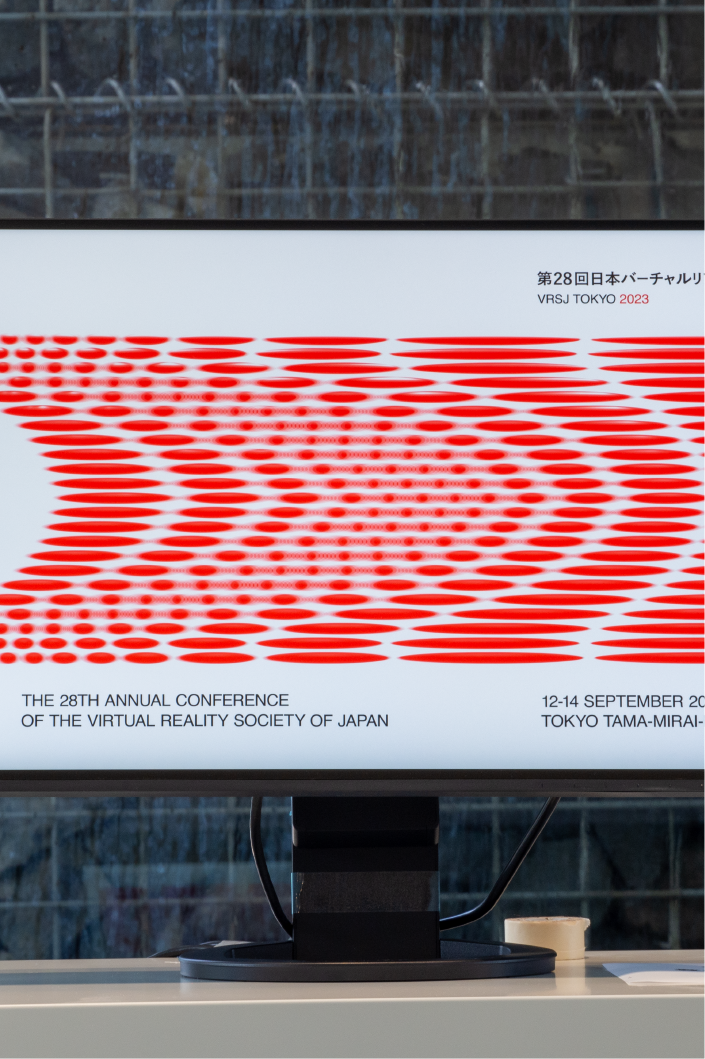 第28回日本バーチャルリ
VRSJ TOKYO 2023
THE 28TH ANNUAL CONFERENCE
OF THE VIRTUAL REALITY SOCIETY OF JAPAN
12-14 SEPTEMBER 20
TOKYO TAMA-MIRAI-